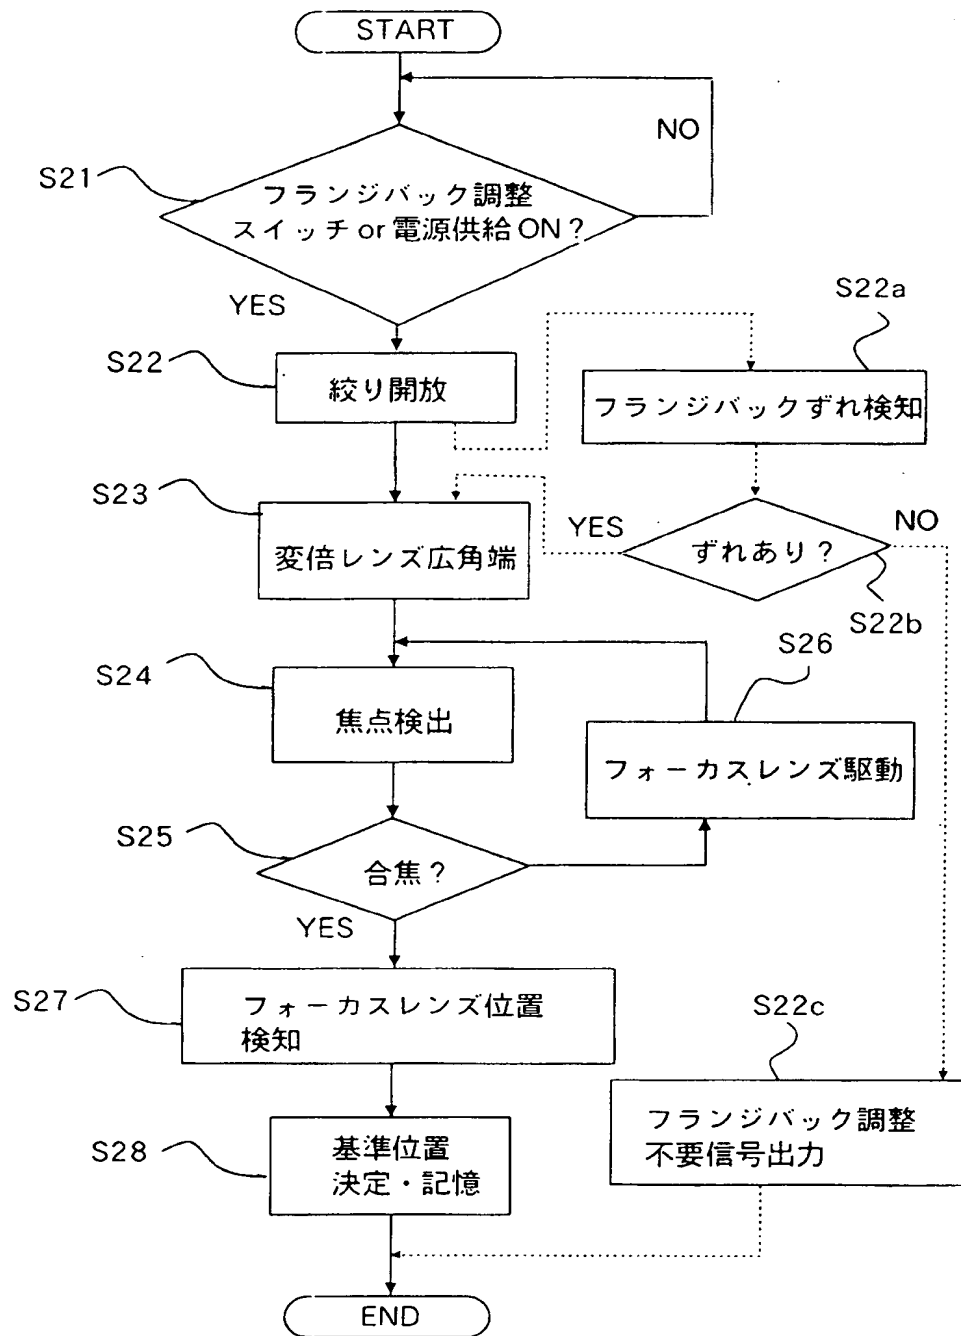 START
NO
S21
フランジバック調整
スイッチor電源供給ON？
YES
S22a
S22
絞り開放
フランジバックずれ検知
S23
YES
NO
変倍レンズ広角端
ずれあり？
S22b
S26
S24
焦点検出
フォーカスレンズ駆動
S25
合焦？
YES
S27
フォーカスレンズ位置
検知
S22c
フランジバック調整
不要信号出力
S28
基準位置
決定・記憶
END